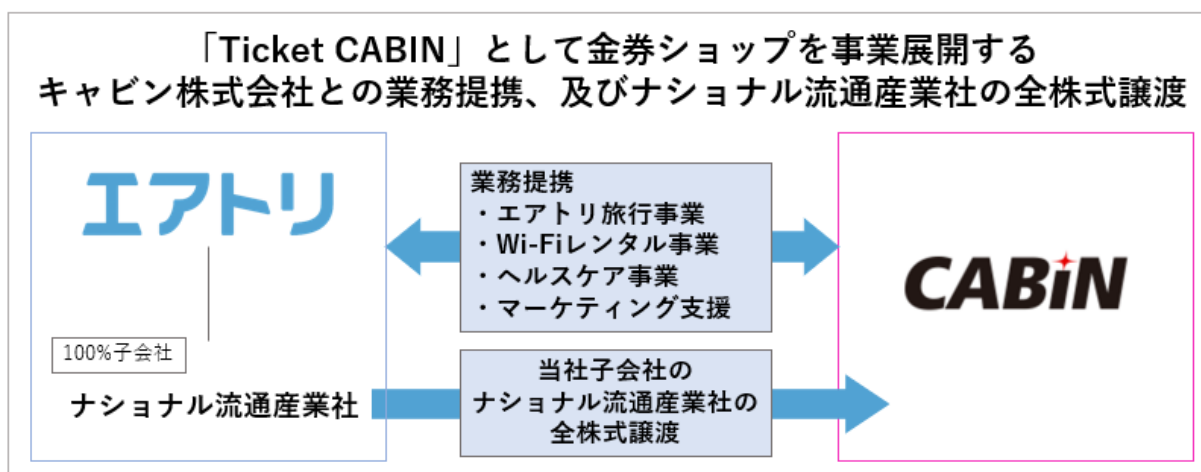 「Ticket CABIN」として金券ショップを事業展開する
キャビン株式会社との業務提携、及びナショナル流通産業社の全株式譲渡
エアトリ
100%子会社
ナショナル流通産業社
業務提携
・エアトリ旅行事業
・Wi-Fiレンタル事業
・ヘルスケア事業
・マーケティング支援
当社子会社の
ナショナル流通産業社の
全株式譲渡
CABiN